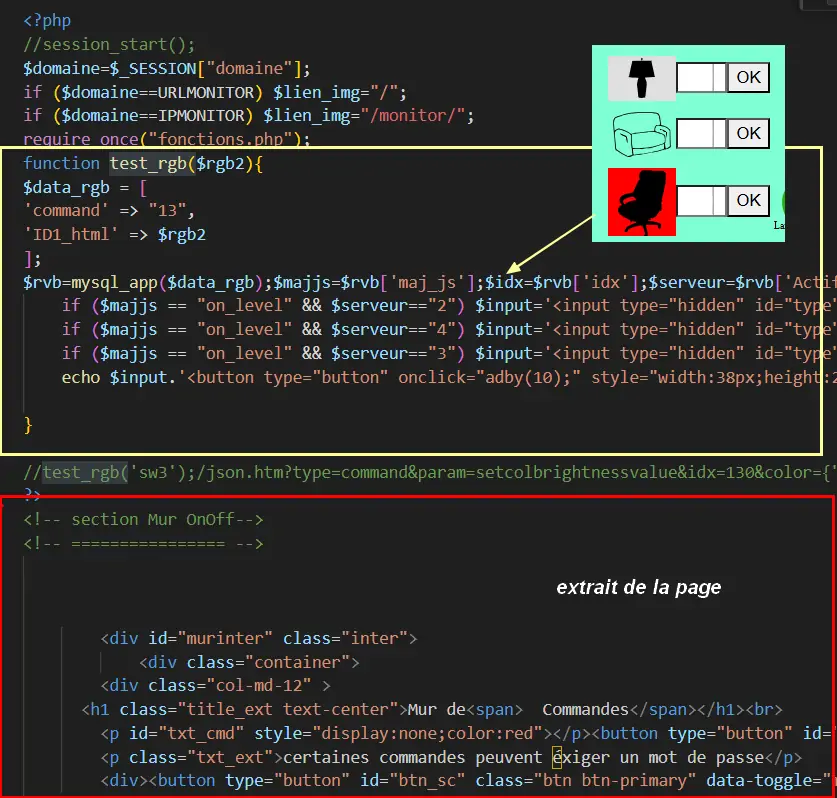 <?php
//session_start();
$domaine=$_SESSION["domaine"];
if ($domaine==URLMONITOR) $lien_img="/";
if ($domaine==IPMONITOR) $lien_img="/monitor/";
require_once("fonctions.php");
function test_rgb($rgb2){
$data_rgb = [
'command' => "13",
'ID1_html' => $rgb2
];
$rvb=mysql_app($data_rgb);$majjs=$rvb['maj_js'];$idx=$rvb['idx'];$serveur=$rvb['Actif
if ($majjs == "on_level" && $serveur=="2") $input='<input type="hidden" id="type"
if ($majjs == "on_level" && $serveur=="4") $input='<input type="hidden" id="type"
if ($majjs == "on_level" && $serveur=="3") $input='<input type="hidden" id="type"
echo $input.'<button type="button" onclick="adby(10);" style="width:38px;height:2
}
//test_rgb('sw3');/json.htm?type=command&param=setcolbrightnessvalue&idx=130&color={"
?>
<!-- section Mur OnOff-->
<!-- ================ -->
extrait de la page
<div id="murinter" class="inter">
<div class="container">
<div class="col-md-12" >
<h1 class="title_ext text-center">Mur de<span>  Commandes</span></h1><br>
<p id="txt_cmd" style="display:none;color:red"></p><button type="button" id=
<p class="txt_ext">certaines commandes peuvent éxiger un mot de passe</p>
<div><button type="button" id="btn_sc" class="btn btn-primary" data-toggle="
OK
OK
OK
La